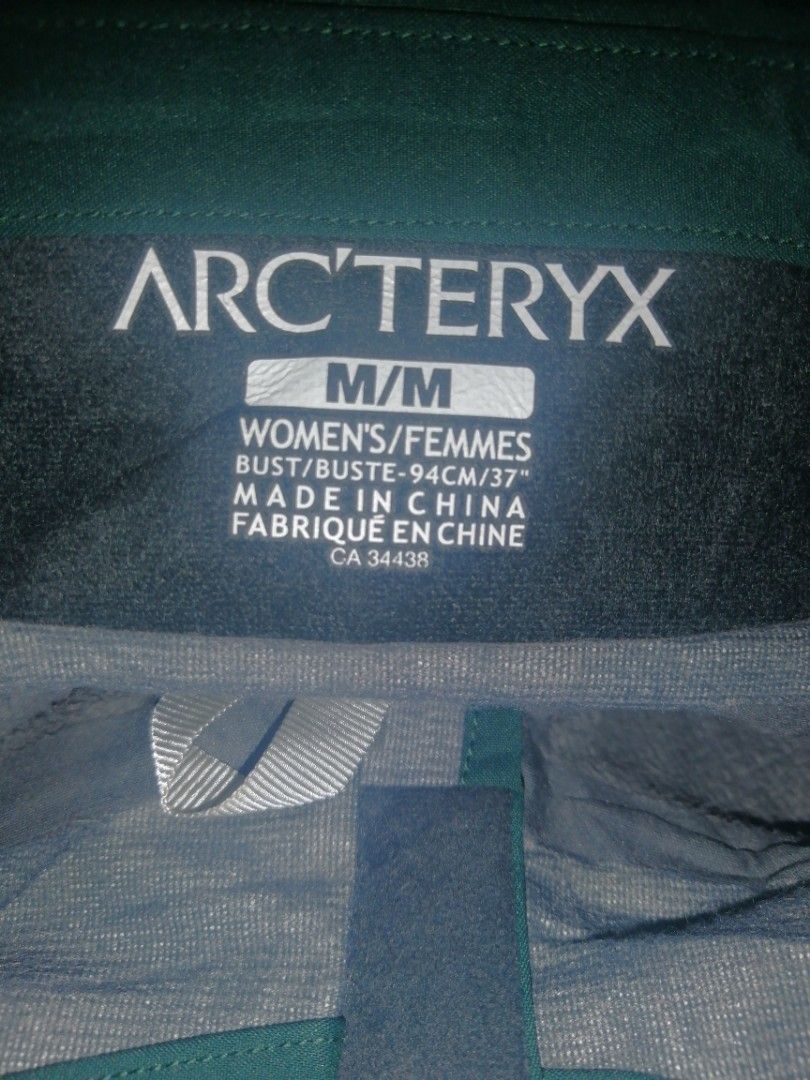 ARC'TERYX
M/M
WOMEN'S/FEMMES
BUST/BUSTE-94CM/37"
MADE IN CHINA
FABRIQUÉ EN CHINE
CA 34438